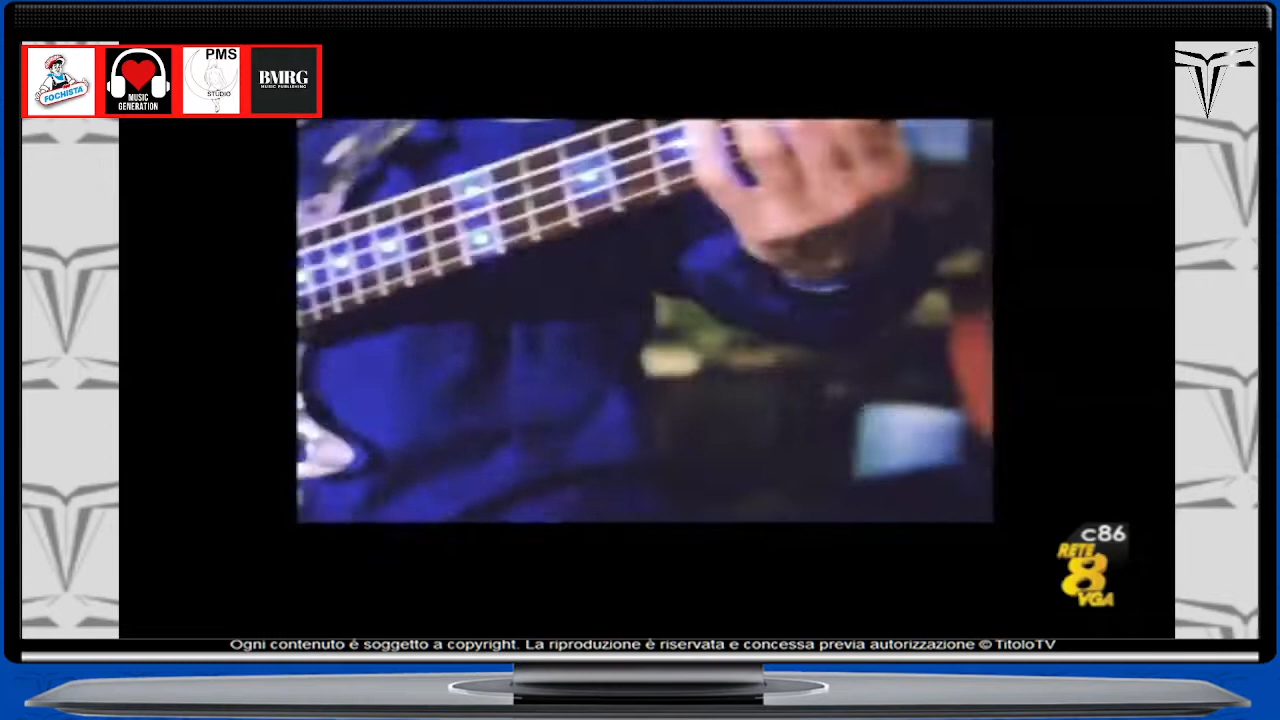 FOCHISTA
MUSIC
GENERATION
PMS
STUDIO
BMRG
MUSIC PUBLISHING
c86
RETE
8
VGA
Ogni contenuto é soggetto a copyright. La riproduzione è riservata e concessa previa autorizzazione © TitoloTV